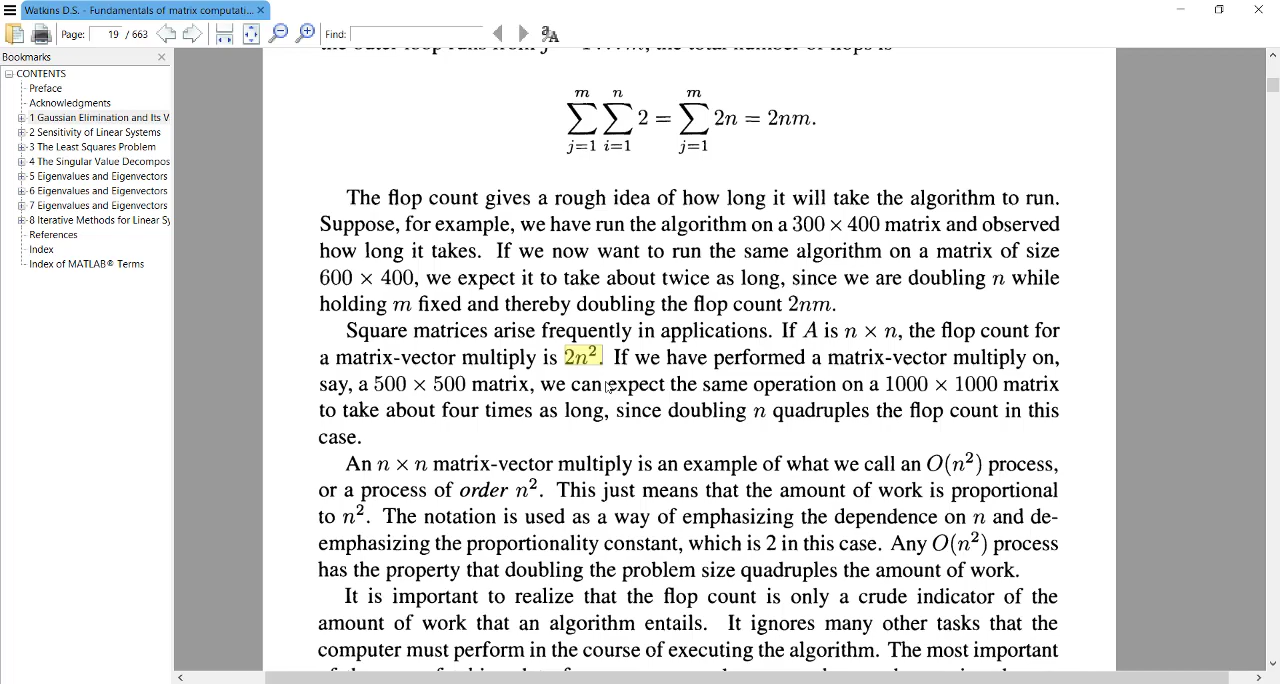 Watkins D.S. - Fundamentals of matrix computati... ×
Page: 19 / 663 Find:
Bookmarks
CONTENTS
Preface
Acknowledgments
1 Gaussian Elimination and Its V
2 Sensitivity of Linear Systems
3 The Least Squares Problem
4 The Singular Value Decompos
5 Eigenvalues and Eigenvectors
6 Eigenvalues and Eigenvectors
7 Eigenvalues and Eigenvectors
8 Iterative Methods for Linear Sy
References
Index
Index of MATLAB® Terms
m n m
∑ ∑ 2 = ∑ 2n = 2nm.
j=1 i=1 j=1
The flop count gives a rough idea of how long it will take the algorithm to run.
Suppose, for example, we have run the algorithm on a 300 × 400 matrix and observed
how long it takes. If we now want to run the same algorithm on a matrix of size
600 × 400, we expect it to take about twice as long, since we are doubling n while
holding m fixed and thereby doubling the flop count 2nm.
Square matrices arise frequently in applications. If A is n × n, the flop count for
a matrix-vector multiply is 2n². If we have performed a matrix-vector multiply on,
say, a 500 × 500 matrix, we can expect the same operation on a 1000 × 1000 matrix
to take about four times as long, since doubling n quadruples the flop count in this
case.
An n × n matrix-vector multiply is an example of what we call an O(n²) process,
or a process of order n². This just means that the amount of work is proportional
to n². The notation is used as a way of emphasizing the dependence on n and de-
emphasizing the proportionality constant, which is 2 in this case. Any O(n²) process
has the property that doubling the problem size quadruples the amount of work.
It is important to realize that the flop count is only a crude indicator of the
amount of work that an algorithm entails. It ignores many other tasks that the
computer must perform in the course of executing the algorithm. The most important